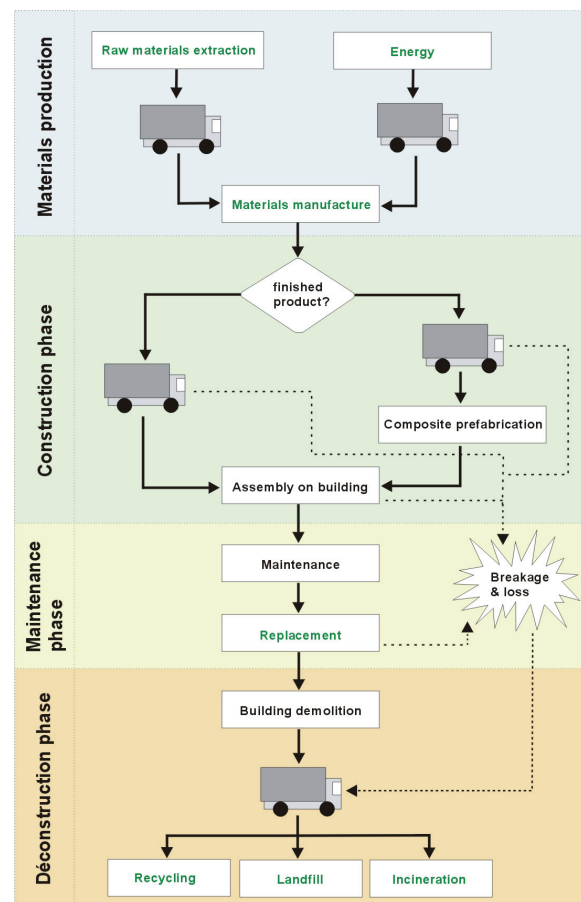 Materials production
Raw materials extraction
Energy
Materials manufacture
Construction phase
finished
product?
Composite prefabrication
Assembly on building
Maintenance
phase
Maintenance
Breakage
& loss
Replacement
Déconstruction phase
Building demolition
Recycling
Landfill
Incineration